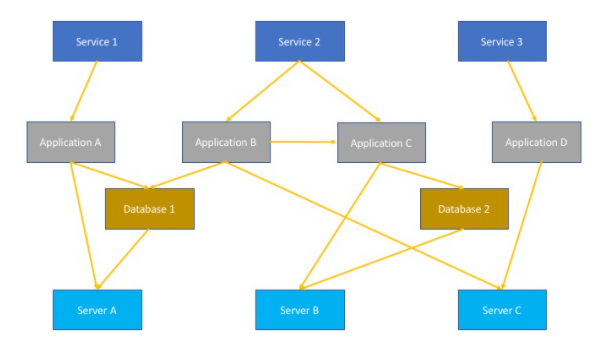 Service 1
Service 2
Service 3
Application A
Application B
Application C
Application D
Database 1
Database 2
Server A
Server B
Server C